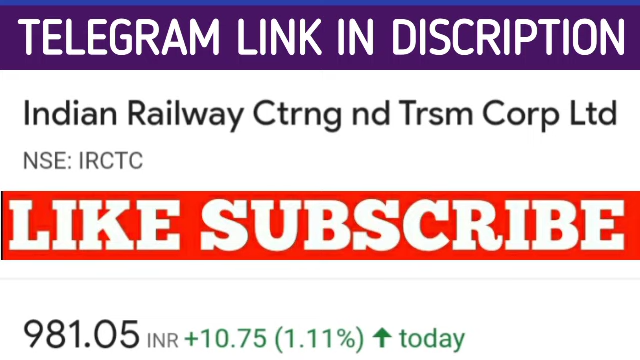 TELEGRAM LINK IN DISCRIPTION
Indian Railway Ctrng nd Trsm Corp Ltd
NSE: IRCTC
LIKE SUBSCRIBE
981.05 INR +10.75 (1.11%) ↑ today